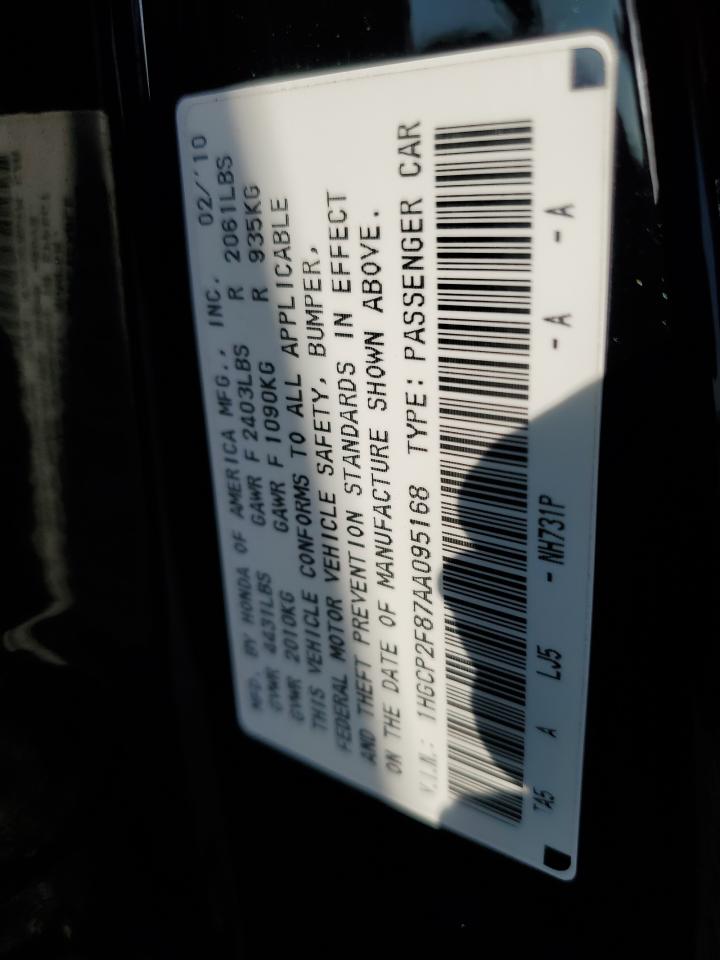 MFD. BY HONDA OF AMERICA MFG., INC. 02/'10
GVWR 4431LBS GAWR F 2403LBS R 2061LBS
GVWR 2010KG GAWR F 1090KG R 935KG
THIS VEHICLE CONFORMS TO ALL APPLICABLE
FEDERAL MOTOR VEHICLE SAFETY, BUMPER,
AND THEFT PREVENTION STANDARDS IN EFFECT
ON THE DATE OF MANUFACTURE SHOWN ABOVE.
V.I.N.: 1HGCP2F87AA095168 TYPE: PASSENGER CAR
TA5 A LJ5 - NH731P - A - A